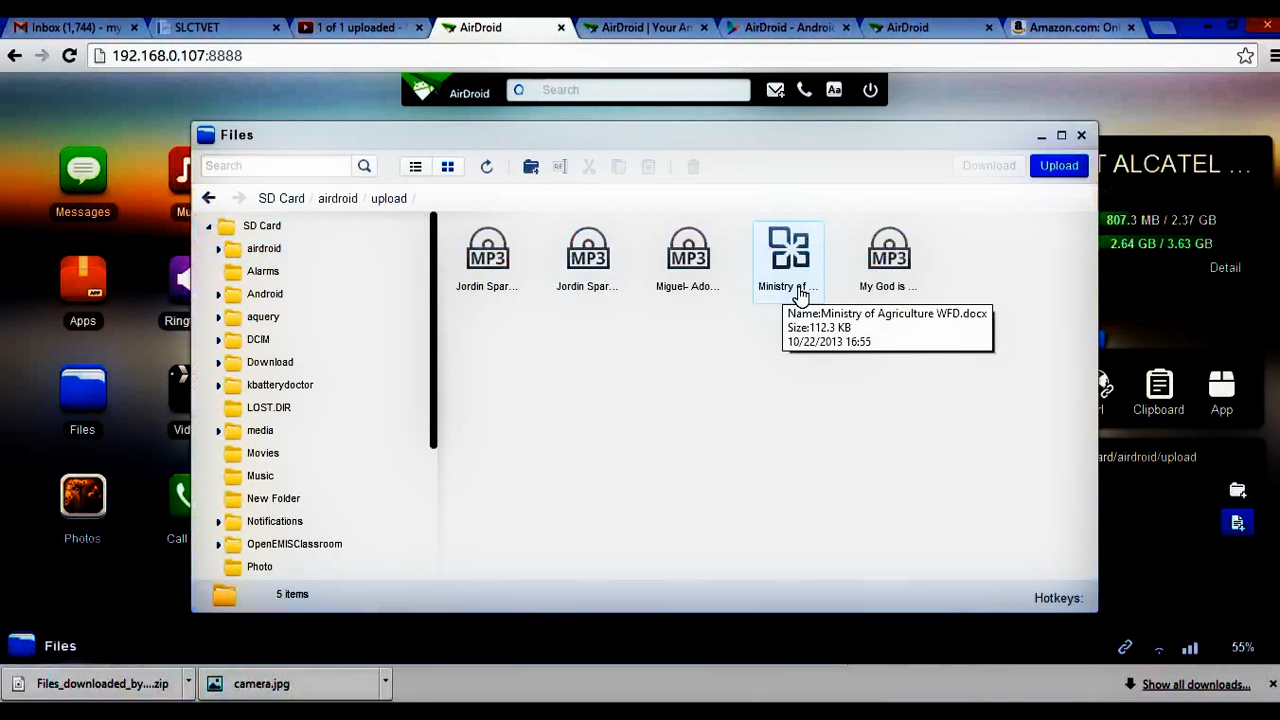 Inbox (1,744) - my
SLCTVET
1 of 1 uploaded -
AirDroid
AirDroid | Your An
AirDroid - Androi
AirDroid
Amazon.com: Onl
192.168.0.107:8888
AirDroid
Search
Aa
Files
Search
Download
Upload
SD Card / airdroid / upload /
SD Card
airdroid
Alarms
Android
aquery
DCIM
Download
kbatterydoctor
LOST.DIR
media
Movies
Music
New Folder
Notifications
OpenEMISClassroom
Photo
MP3
Jordin Spar...
MP3
Jordin Spar...
MP3
Miguel- Ado...
Ministry of ...
MP3
My God is ...
Name:Ministry of Agriculture WFD.docx
Size:112.3 KB
10/22/2013 16:55
5 items
Hotkeys:
Messages
Mu
Apps
APP
Ring
Files
Vid
Photos
Call
T ALCATEL ...
807.3 MB / 2.37 GB
2.64 GB / 3.63 GB
Detail
Clipboard
App
ard/airdroid/upload
Files
55%
Files_downloaded_by....zip
camera.jpg
Show all downloads...